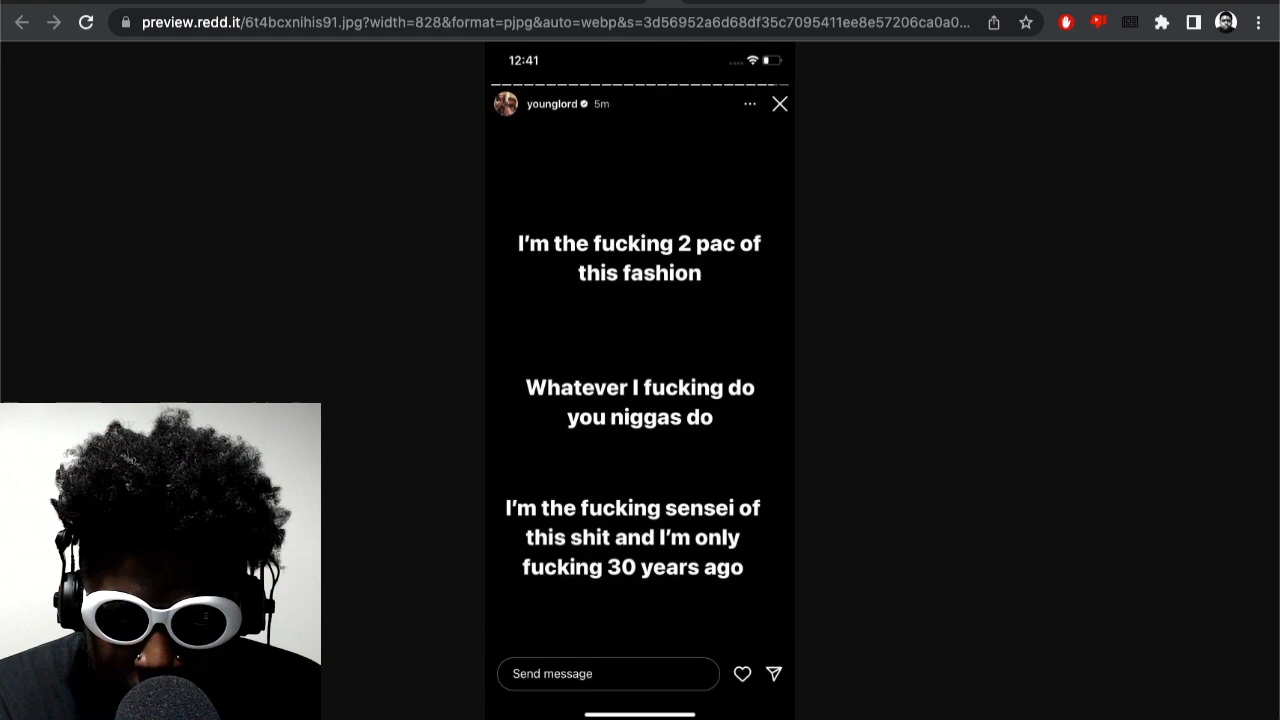 preview.redd.it/6t4bcxnihis91.jpg?width=828&format=pjpg&auto=webp&s=3d56952a6d68df35c7095411ee8e57206ca0a0...
12:41
younglord 5m
I'm the fucking 2 pac of
this fashion
Whatever I fucking do
you niggas do
I'm the fucking sensei of
this shit and I'm only
fucking 30 years ago
Send message